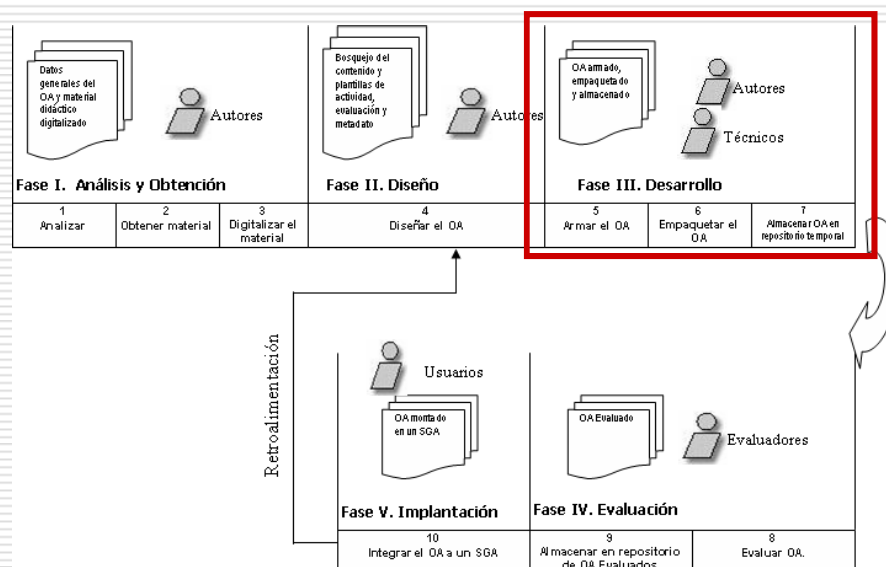 Datos
generales del
OA y material
didáctico
digitalizado
Autores
Fase I. Análisis y Obtención
1
Analizar
2
Obtener material
3
Digitalizar el
material
Bosquejo del
contenido y
plantillas de
actividad,
evaluación y
metadato
Autores
Fase II. Diseño
4
Diseñar el OA
OA armado,
empaquetado
y almacenado
Autores
Técnicos
Fase III. Desarrollo
5
Armar el OA
6
Empaquetar el
OA
7
Almacenar OA en
repositorio temporal
Retroalimentación
Usuarios
OA montado
en un SGA
Fase V. Implantación
10
Integrar el OA a un SGA
OA Evaluado
Evaluadores
Fase IV. Evaluación
9
Almacenar en repositorio
de OA Evaluados
8
Evaluar OA.